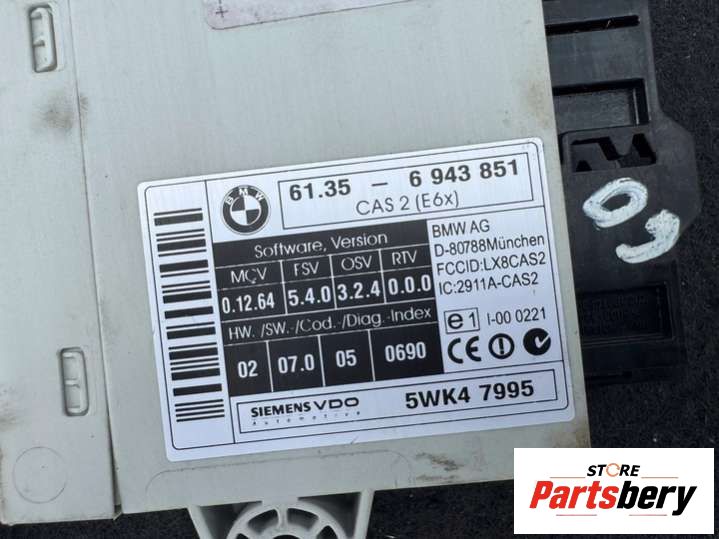 BMW
61.35 - 6 943 851
CAS 2 (E6x)
Software, Version
MCV FSV OSV RTV
0.12.64 5.4.0 3.2.4 0.0.0
HW. /SW.-/Cod./Diag.-Index
02 07.0 05 0690
BMW AG
D-80788München
FCCID:LX8CAS2
IC:2911A-CAS2
e1 I-00 0221
CE
SIEMENS VDO
Automotive
5WK4 7995
STORE
Partsbery